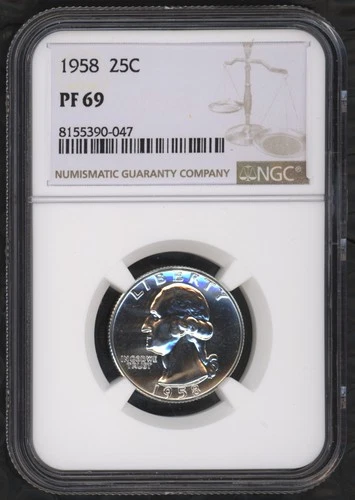 1958 25C
PF 69
8155390-047
NUMISMATIC GUARANTY COMPANY
NGC®
LIBERTY
IN GOD WE
TRUST
1958